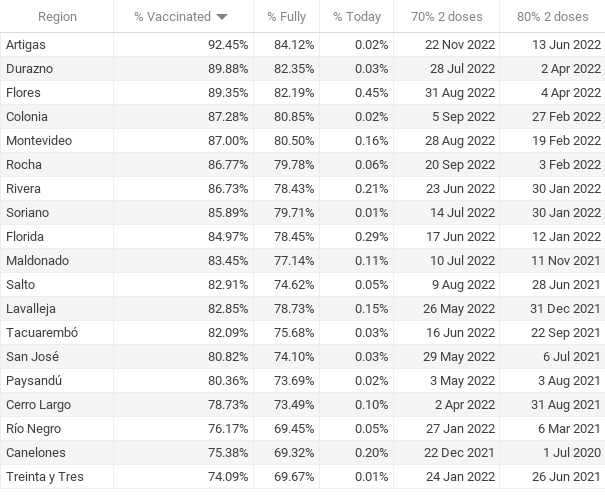 Region % Vaccinated % Fully % Today 70% 2 doses 80% 2 doses
Artigas 92.45% 84.12% 0.02% 22 Nov 2022 13 Jun 2022
Durazno 89.88% 82.35% 0.03% 28 Jul 2022 2 Apr 2022
Flores 89.35% 82.19% 0.45% 31 Aug 2022 4 Apr 2022
Colonia 87.28% 80.85% 0.02% 5 Sep 2022 27 Feb 2022
Montevideo 87.00% 80.50% 0.16% 28 Aug 2022 19 Feb 2022
Rocha 86.77% 79.78% 0.06% 20 Sep 2022 3 Feb 2022
Rivera 86.73% 78.43% 0.21% 23 Jun 2022 30 Jan 2022
Soriano 85.89% 79.71% 0.01% 14 Jul 2022 30 Jan 2022
Florida 84.97% 78.45% 0.29% 17 Jun 2022 12 Jan 2022
Maldonado 83.45% 77.14% 0.11% 10 Jul 2022 11 Nov 2021
Salto 82.91% 74.62% 0.05% 9 Aug 2022 28 Jun 2021
Lavalleja 82.85% 78.73% 0.15% 26 May 2022 31 Dec 2021
Tacuarembó 82.09% 75.68% 0.03% 16 Jun 2022 22 Sep 2021
San José 80.82% 74.10% 0.03% 29 May 2022 6 Jul 2021
Paysandú 80.36% 73.69% 0.02% 3 May 2022 3 Aug 2021
Cerro Largo 78.73% 73.49% 0.10% 2 Apr 2022 31 Aug 2021
Río Negro 76.17% 69.45% 0.05% 27 Jan 2022 6 Mar 2021
Canelones 75.38% 69.32% 0.20% 22 Dec 2021 1 Jul 2020
Treinta y Tres 74.09% 69.67% 0.01% 24 Jan 2022 26 Jun 2021